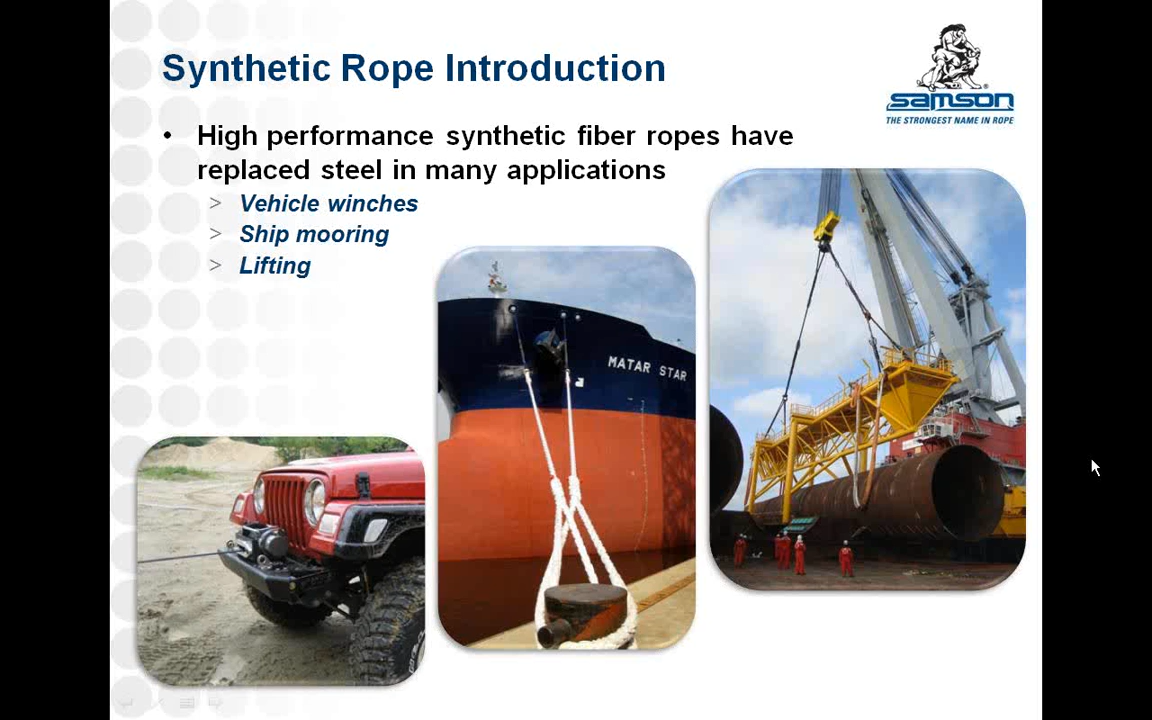 Synthetic Rope Introduction
®
samson
THE STRONGEST NAME IN ROPE
• High performance synthetic fiber ropes have
replaced steel in many applications
> Vehicle winches
> Ship mooring
> Lifting
MATAR STAR